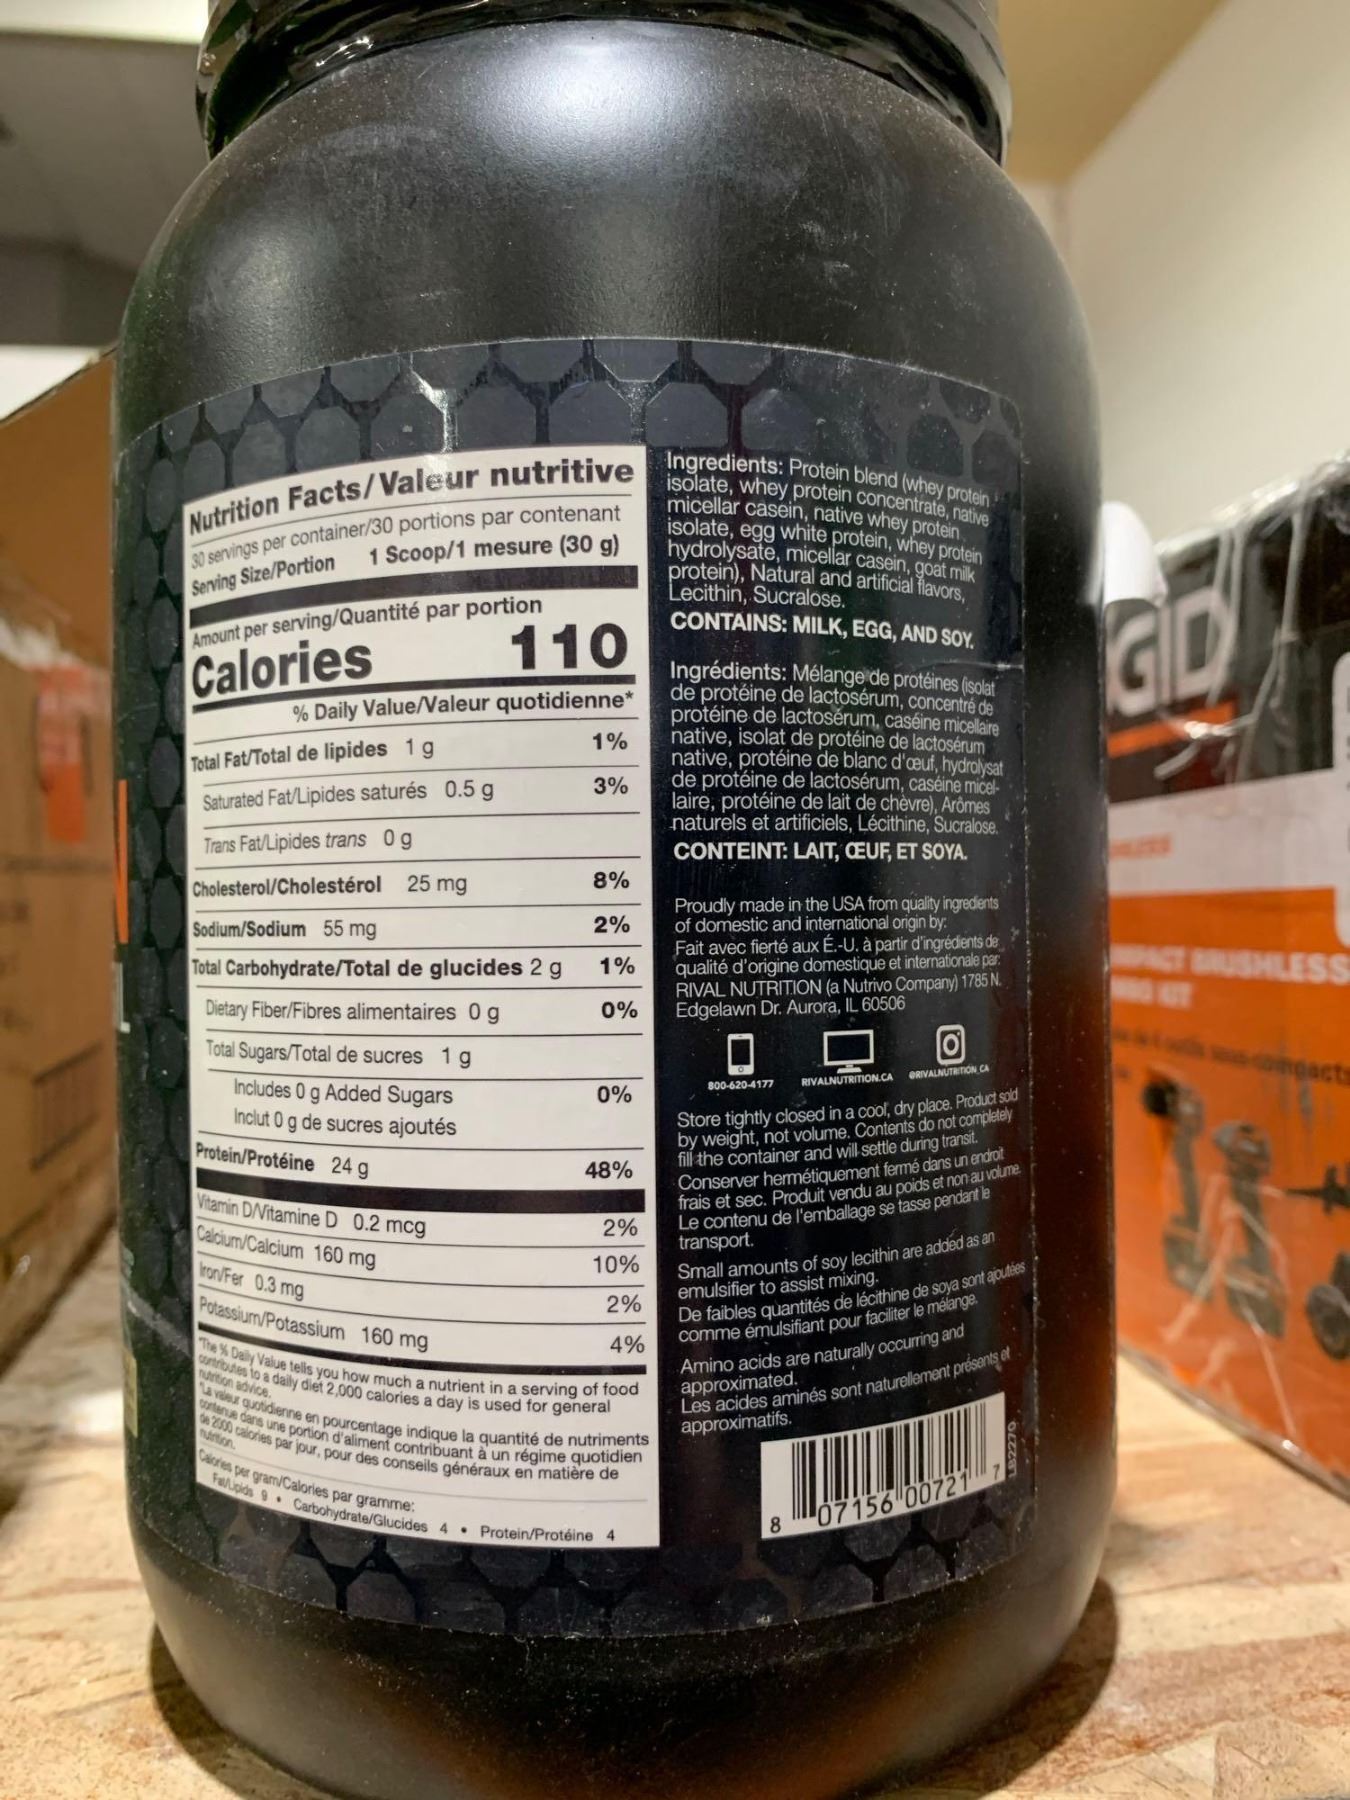 Nutrition Facts/Valeur nutritive
30 servings per container/30 portions par contenant
Serving Size/Portion 1 Scoop/1 mesure (30 g)
Amount per serving/Quantité par portion
Calories 110
% Daily Value/Valeur quotidienne*
Total Fat/Total de lipides 1 g 1%
Saturated Fat/Lipides saturés 0.5 g 3%
Trans Fat/Lipides trans 0 g
Cholesterol/Cholestérol 25 mg 8%
Sodium/Sodium 55 mg 2%
Total Carbohydrate/Total de glucides 2 g 1%
Dietary Fiber/Fibres alimentaires 0 g 0%
Total Sugars/Total de sucres 1 g
Includes 0 g Added Sugars 0%
Inclut 0 g de sucres ajoutés
Protein/Protéine 24 g 48%
Vitamin D/Vitamine D 0.2 mcg 2%
Calcium/Calcium 160 mg 10%
Iron/Fer 0.3 mg 2%
Potassium/Potassium 160 mg 4%
*The % Daily Value tells you how much a nutrient in a serving of food
contributes to a daily diet 2,000 calories a day is used for general
nutrition advice.
*La valeur quotidienne en pourcentage indique la quantité de nutriments
contenue dans une portion d'aliment contribuant à un régime quotidien
de 2000 calories par jour, pour des conseils généraux en matière de
nutrition.
Calories per gram/Calories par gramme:
Fat/Lipids 9 • Carbohydrate/Glucides 4 • Protein/Protéine 4
Ingredients: Protein blend (whey protein
isolate, whey protein concentrate, native
micellar casein, native whey protein
isolate, egg white protein, whey protein
hydrolysate, micellar casein, goat milk
protein), Natural and artificial flavors,
Lecithin, Sucralose.
CONTAINS: MILK, EGG, AND SOY.
Ingrédients: Mélange de protéines (isolat
de protéine de lactosérum, concentré de
protéine de lactosérum, caséine micellaire
native, isolat de protéine de lactosérum
native, protéine de blanc d'œuf, hydrolysat
de protéine de lactosérum, caséine micel-
laire, protéine de lait de chèvre), Arômes
naturels et artificiels, Lécithine, Sucralose.
CONTEINT: LAIT, ŒUF, ET SOYA.
Proudly made in the USA from quality ingredients
of domestic and international origin by:
Fait avec fierté aux É.-U. à partir d'ingrédients de
qualité d'origine domestique et internationale par:
RIVAL NUTRITION (a Nutrivo Company) 1785 N.
Edgelawn Dr. Aurora, IL 60506
800-620-4177 RIVALNUTRITION.CA @RIVALNUTRITION_CA
Store tightly closed in a cool, dry place. Product sold
by weight, not volume. Contents do not completely
fill the container and will settle during transit.
Conserver hermétiquement fermé dans un endroit
frais et sec. Produit vendu au poids et non au volume.
Le contenu de l'emballage se tasse pendant le
transport.
Small amounts of soy lecithin are added as an
emulsifier to assist mixing.
De faibles quantités de lécithine de soya sont ajoutées
comme émulsifiant pour faciliter le mélange.
Amino acids are naturally occurring and
approximated.
Les acides aminés sont naturellement présents et
approximatifs.
8 07156 00721 7
LB2270
GID
BRUSHLESS
KIT